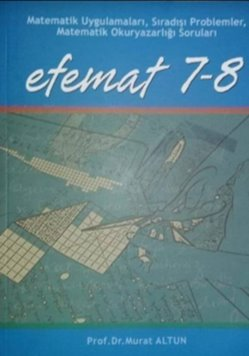 Matematik Uygulamaları, Sıradışı Problemler,
Matematik Okuryazarlığı Soruları
efemat 7-8
Prof.Dr.Murat ALTUN